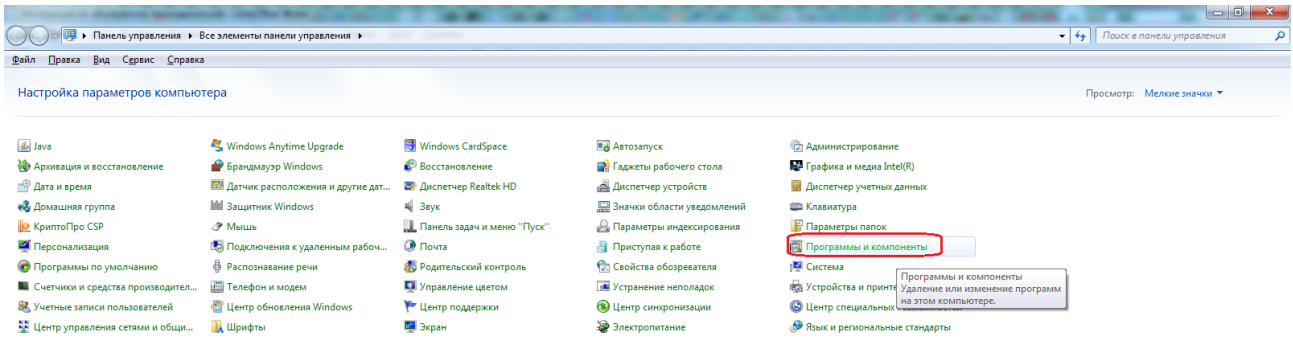 Панель управления ▸ Все элементы панели управления ▸
Поиск в панели управления
Файл Правка Вид Сервис Справка
Настройка параметров компьютера
Просмотр: Мелкие значки
Java
Windows Anytime Upgrade
Windows CardSpace
Автозапуск
Администрирование
Архивация и восстановление
Брандмауэр Windows
Восстановление
Гаджеты рабочего стола
Графика и медиа Intel(R)
Дата и время
Датчик расположения и другие дат...
Диспетчер Realtek HD
Диспетчер устройств
Диспетчер учетных данных
Домашняя группа
Защитник Windows
Звук
Значки области уведомлений
Клавиатура
КриптоПро CSP
Мышь
Панель задач и меню "Пуск"
Параметры индексирования
Параметры папок
Персонализация
Подключения к удаленным рабоч...
Почта
Приступая к работе
Программы и компоненты
Программы по умолчанию
Распознавание речи
Родительский контроль
Свойства обозревателя
Система
Счетчики и средства производител...
Телефон и модем
Управление цветом
Устранение неполадок
Устройства и принте
Программы и компоненты
Удаление или изменение программ
на этом компьютере.
Учетные записи пользователей
Центр обновления Windows
Центр поддержки
Центр синхронизации
Центр специальных
Центр управления сетями и общи...
Шрифты
Экран
Электропитание
Язык и региональные стандарты